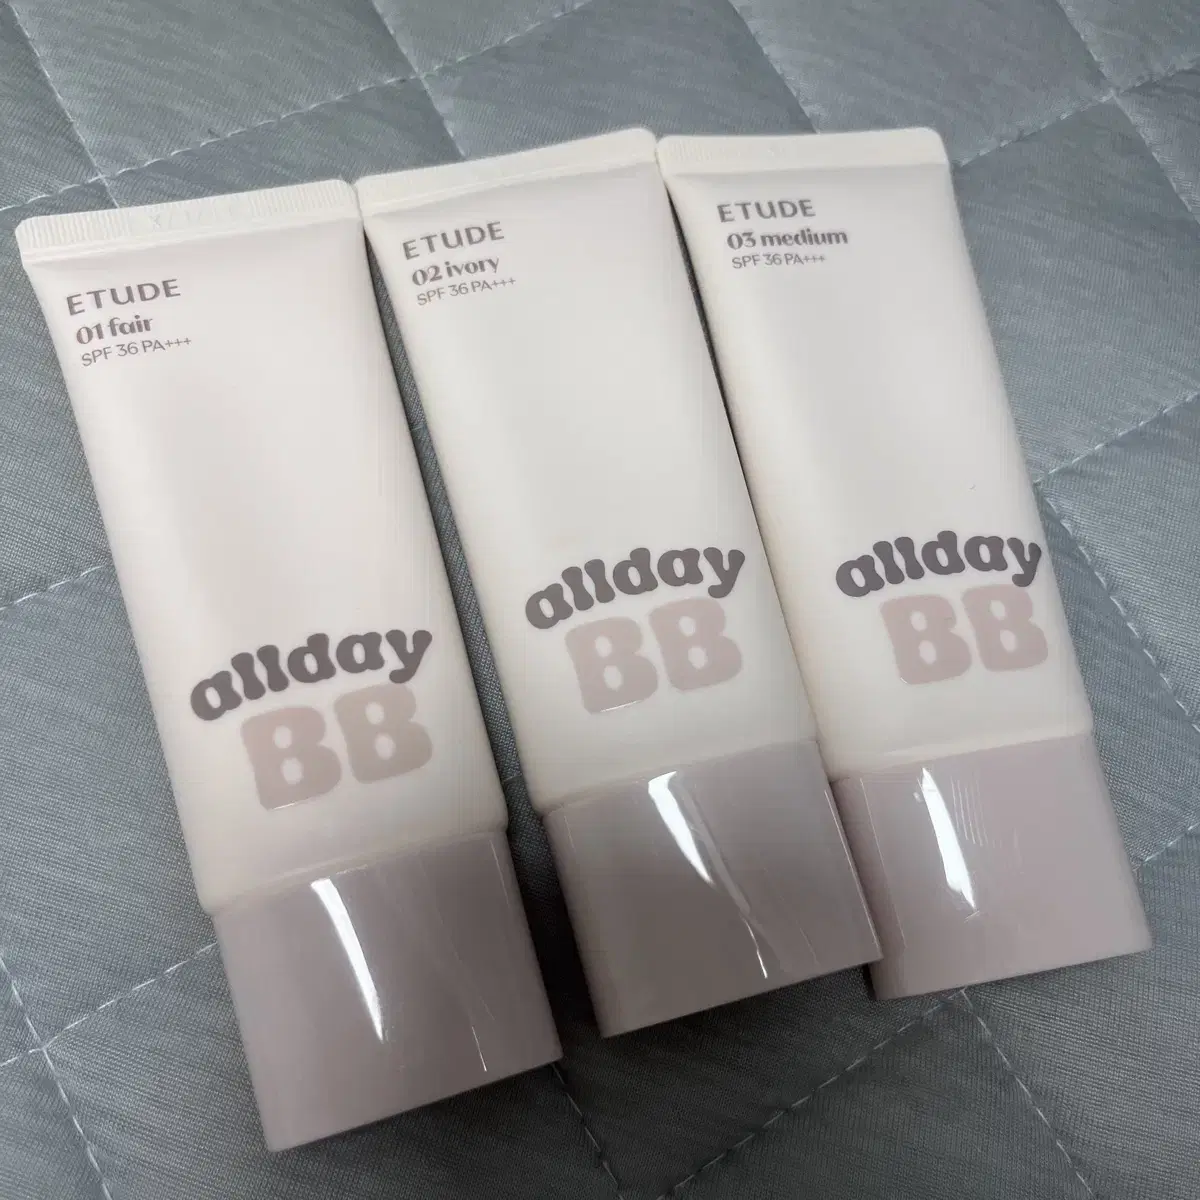 ETUDE
01 fair
SPF 36 PA+++
allday
BB
ETUDE
02 ivory
SPF 36 PA+++
allday
BB
ETUDE
03 medium
SPF 36 PA+++
allday
BB